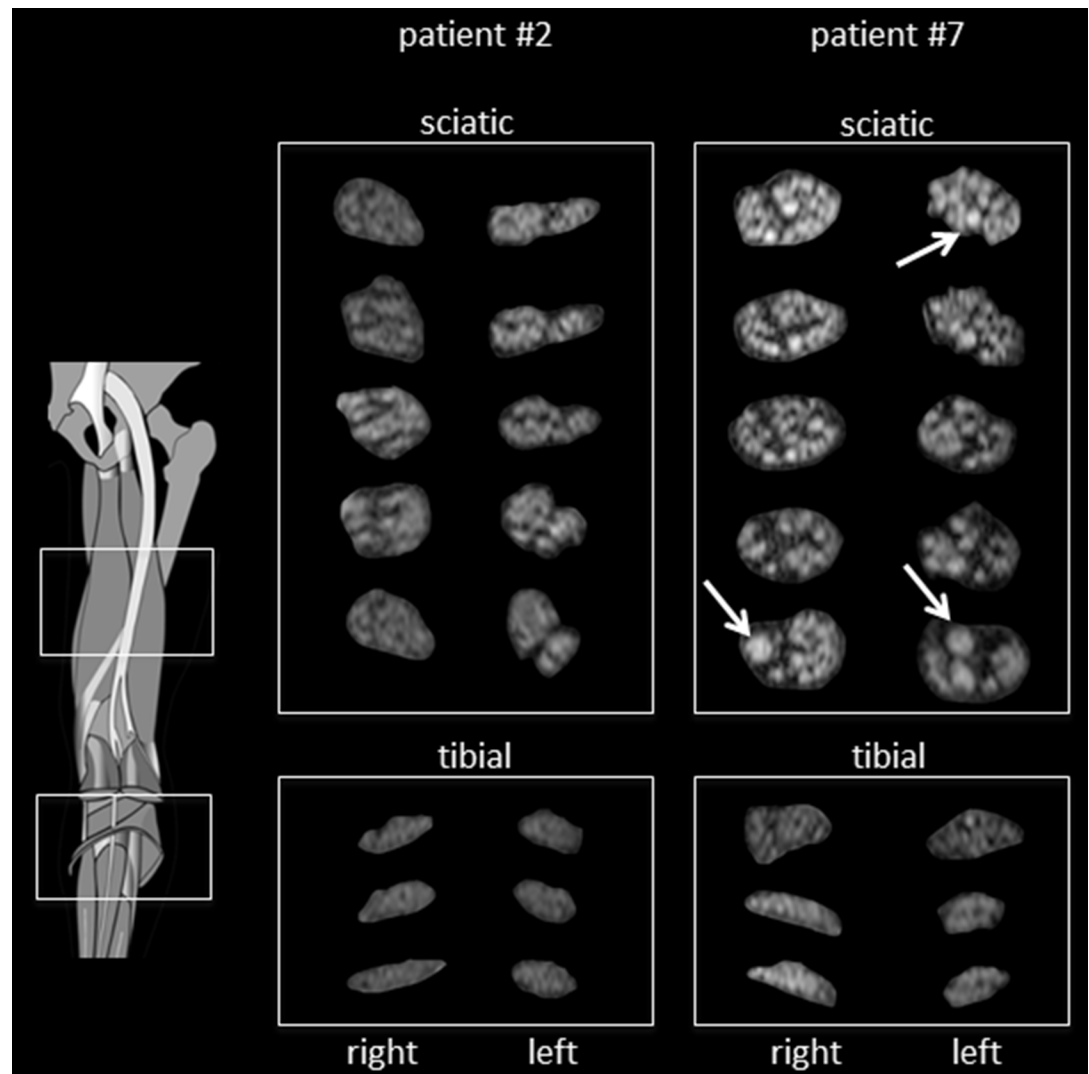 patient #2
patient #7
sciatic
sciatic
tibial
tibial
right
left
right
left